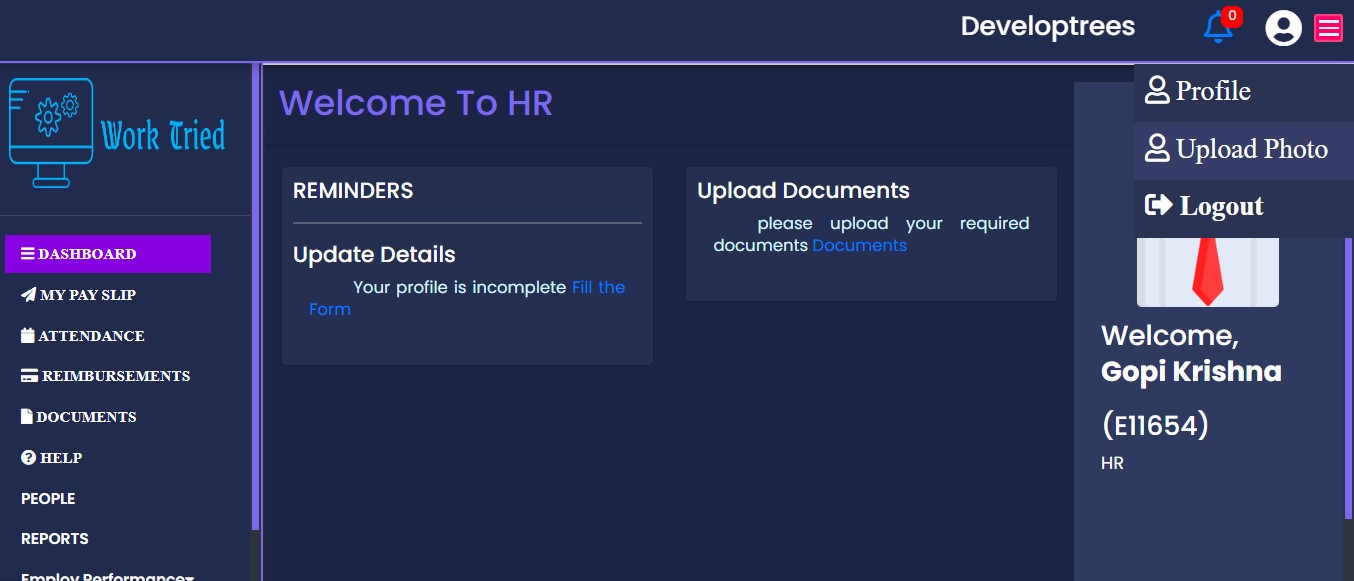 Developtrees
0
Work Tried
DASHBOARD
MY PAY SLIP
ATTENDANCE
REIMBURSEMENTS
DOCUMENTS
HELP
PEOPLE
REPORTS
Employ Performance
Welcome To HR
REMINDERS
Update Details
Your profile is incomplete Fill the
Form
Upload Documents
please upload your required
documents Documents
Profile
Upload Photo
Logout
Welcome,
Gopi Krishna
(E11654)
HR